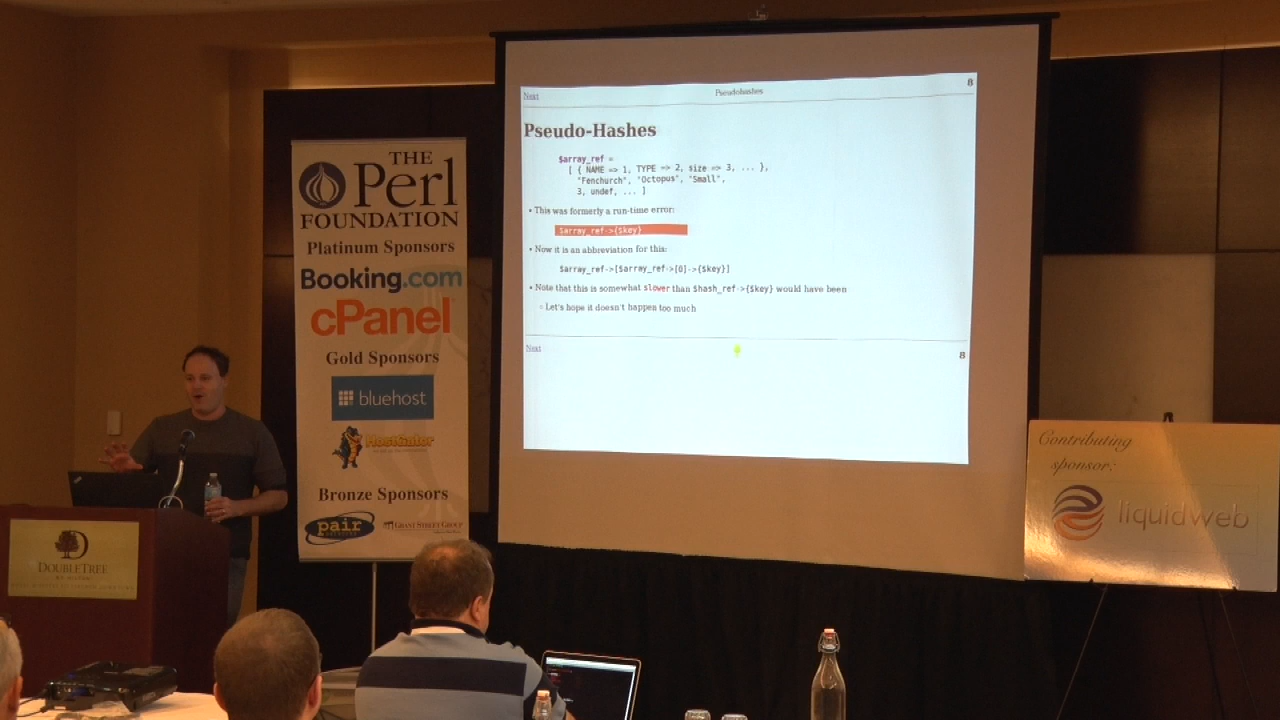 THE
Perl
FOUNDATION
Platinum Sponsors
Booking.com
cPanel
Gold Sponsors
bluehost
HostGator
Bronze Sponsors
pair
GRANT STREET GROUP
DOUBLETREE
BY HILTON
Next
Pseudohashes
8
Pseudo-Hashes
$array_ref =
[ { NAME => 1, TYPE => 2, size => 3, ... },
"Fenchurch", "Octopus", "Small",
3, undef, ... ]
• This was formerly a run-time error:
$array_ref->{$key}
• Now it is an abbreviation for this:
$array_ref->[$array_ref->[0]->{$key}]
• Note that this is somewhat slower than $hash_ref->{$key} would have been
◦ Let's hope it doesn't happen too much
Next
8
Contributing
sponsor:
liquidweb